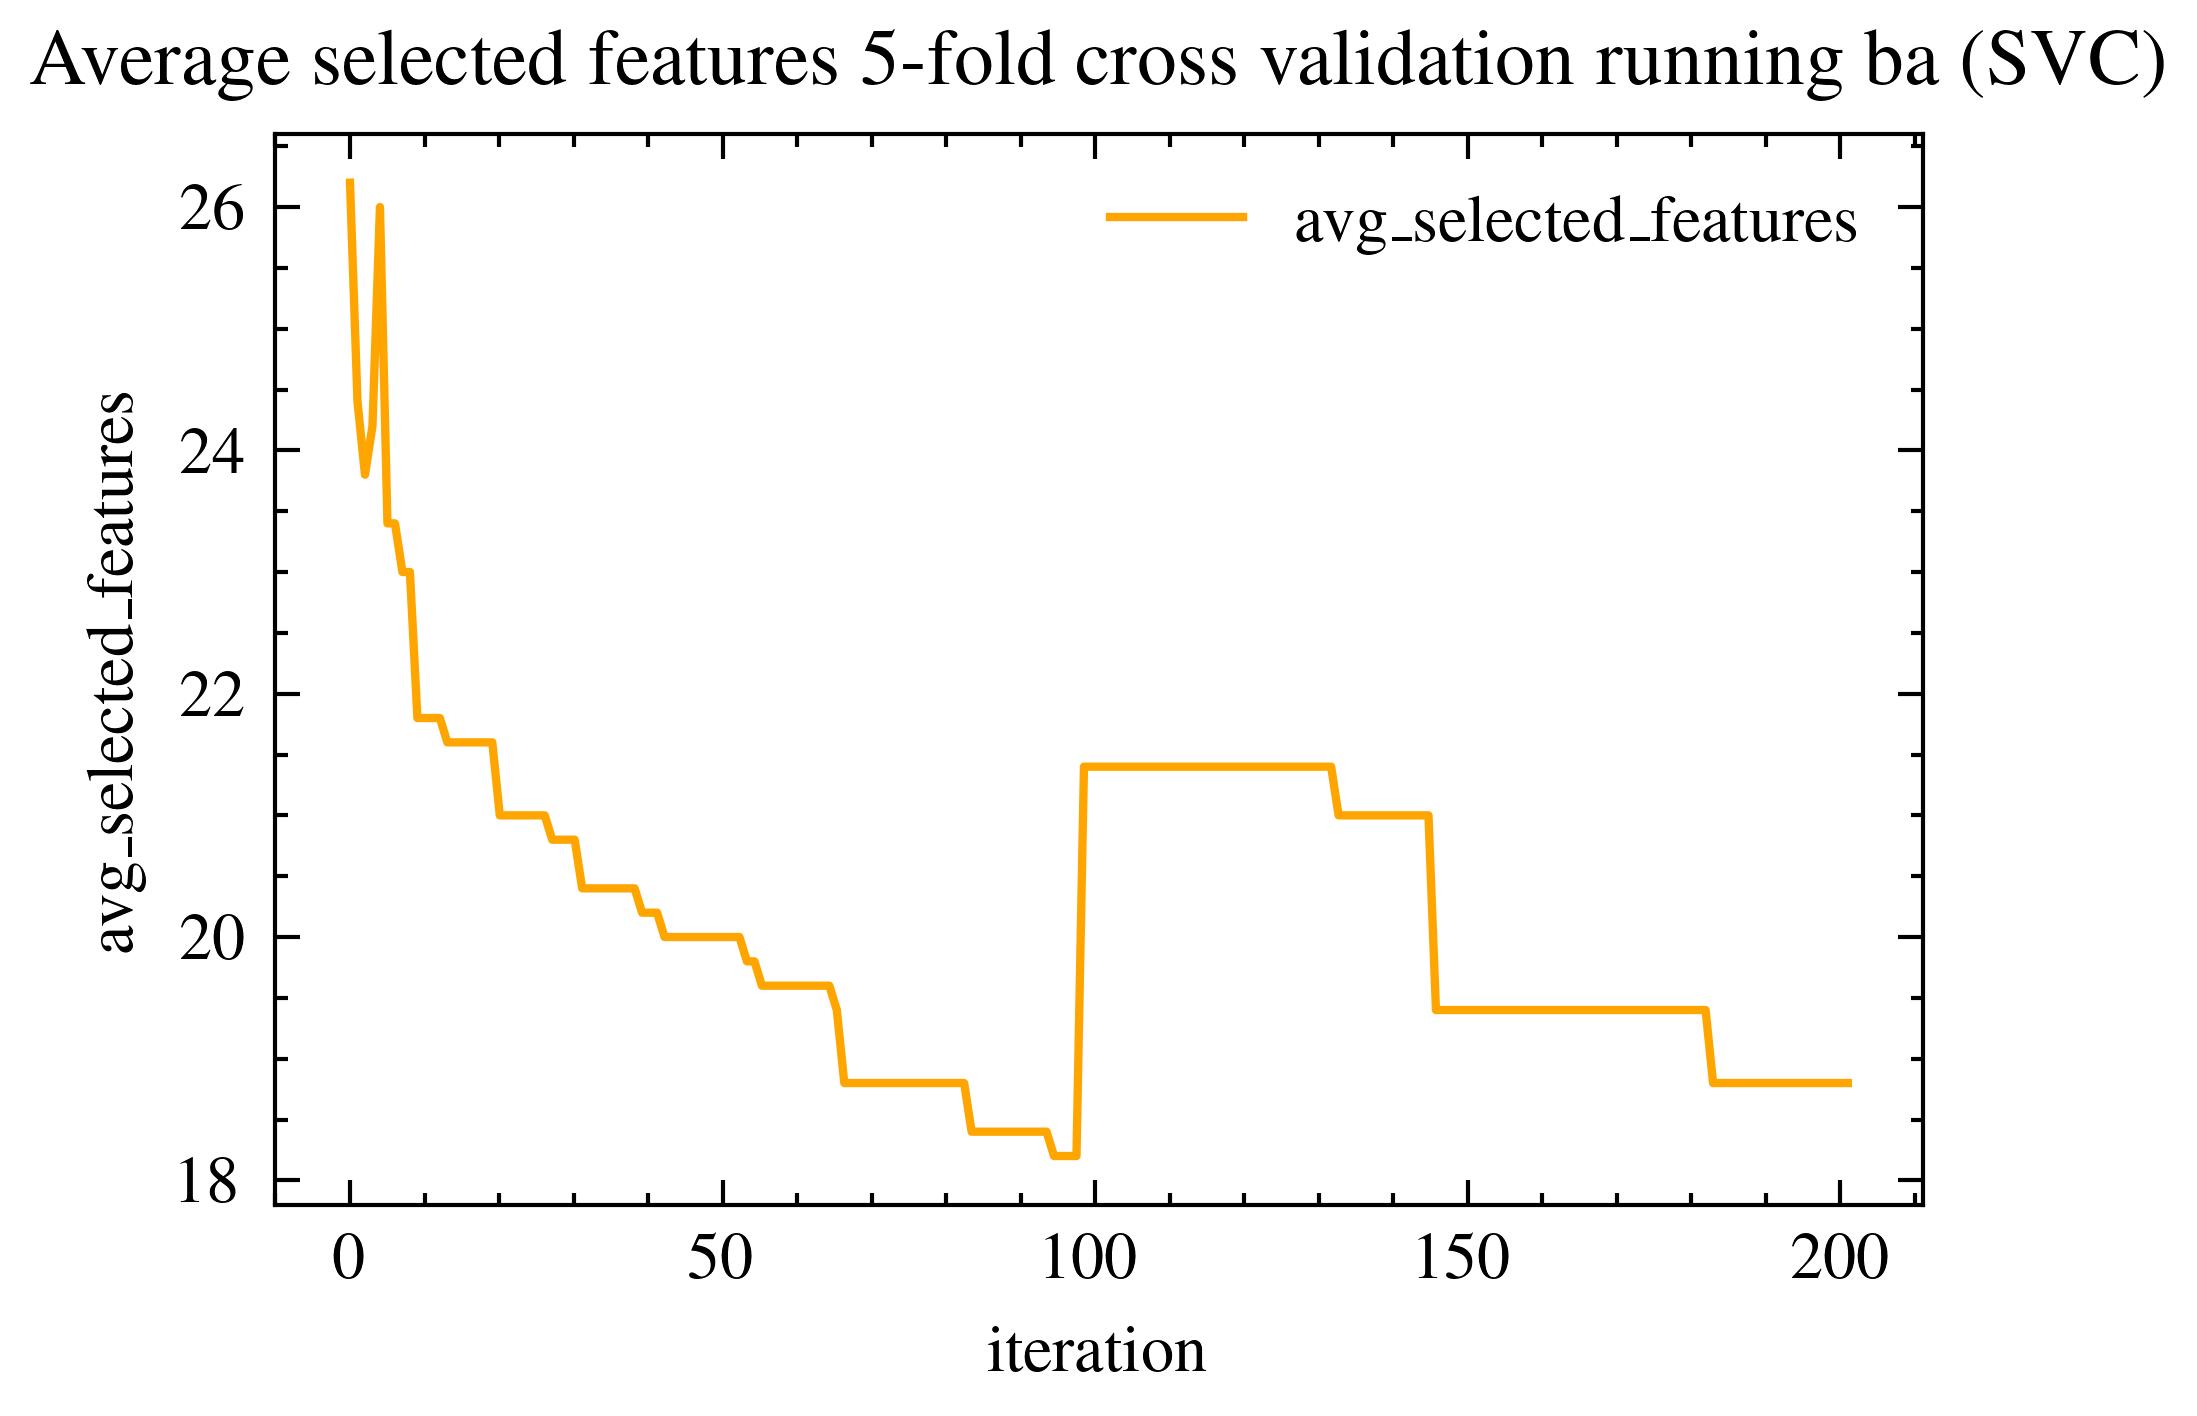 Average selected features 5-fold cross validation running ba (SVC)
avg_selected_features
avg_selected_features
26
24
22
20
18
0 50 100 150 200
iteration